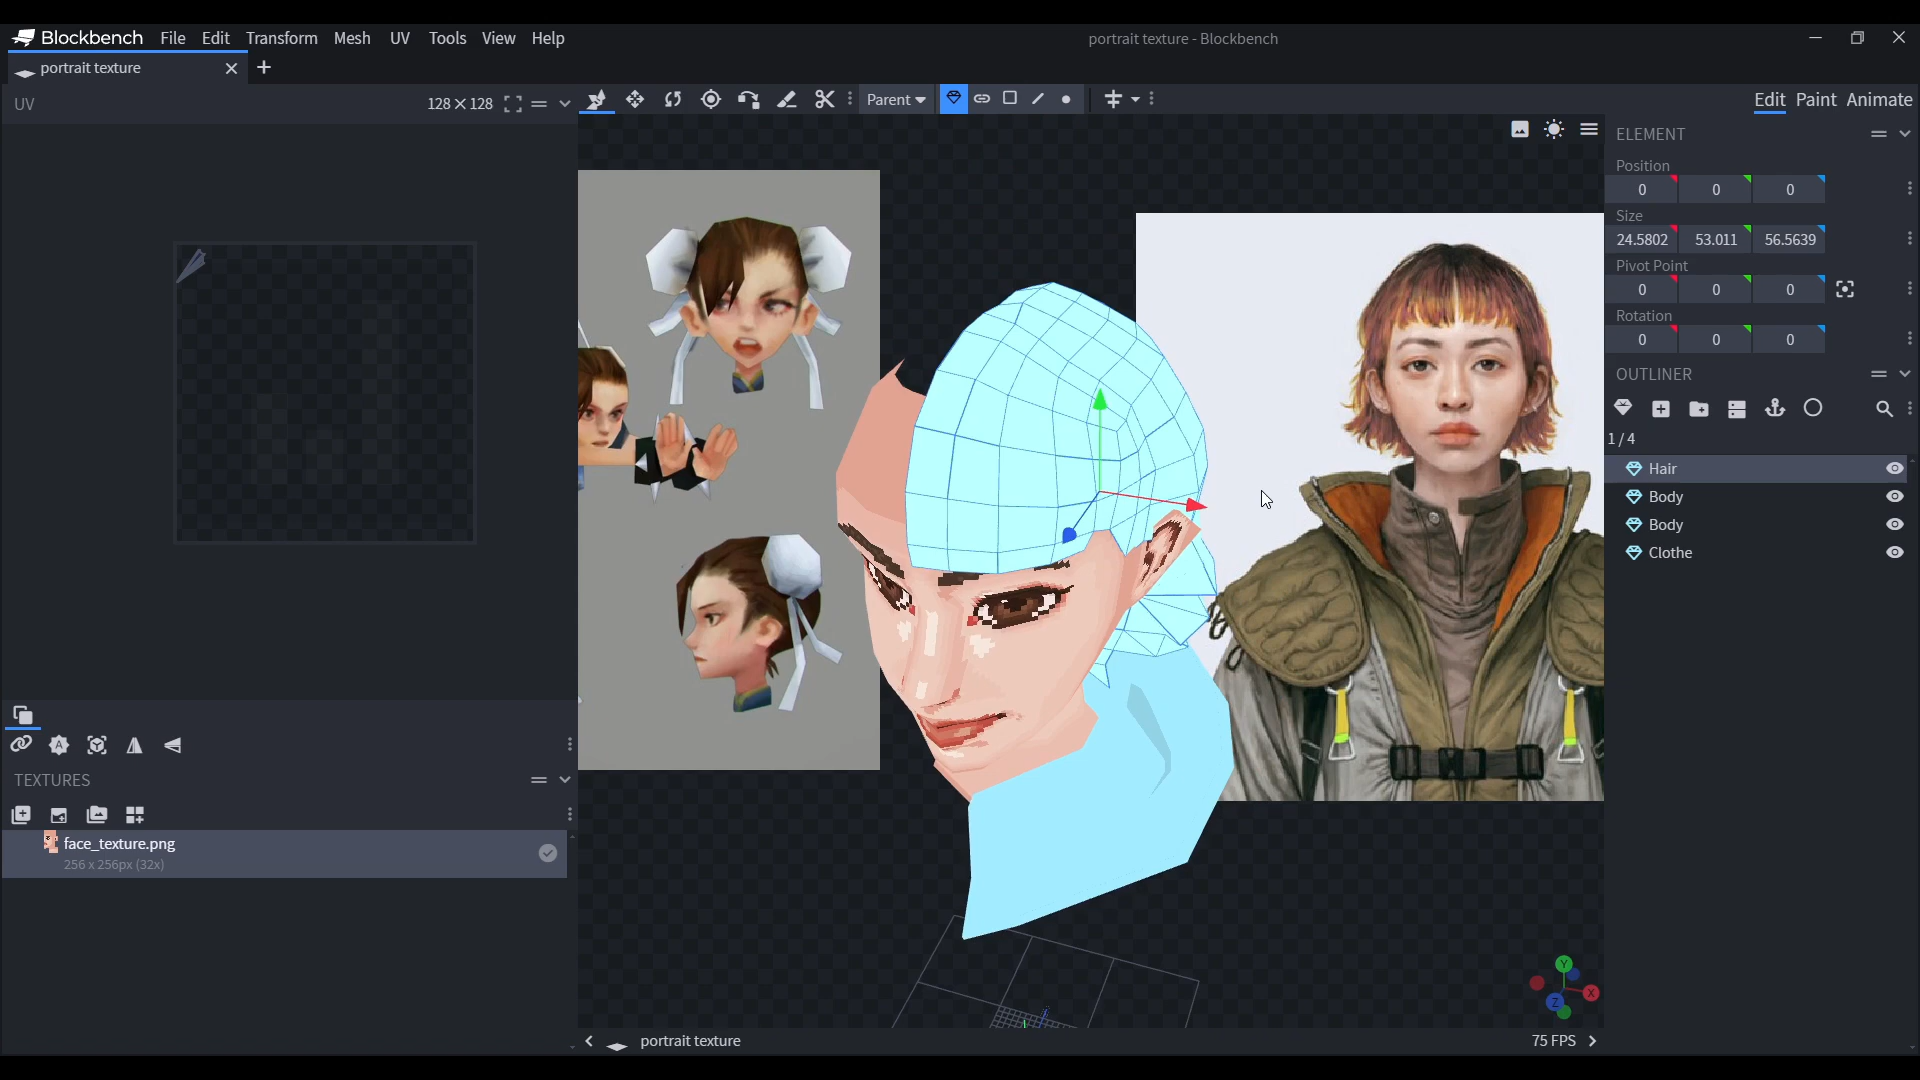 Blockbench File Edit Transform Mesh UV Tools View Help
portrait texture - Blockbench
portrait texture
UV
128 × 128
Parent
Edit Paint Animate
ELEMENT
Position
0 0 0
Size
24.5802 53.011 56.5639
Pivot Point
0 0 0
Rotation
0 0 0
OUTLINER
1 / 4
Hair
Body
Body
Clothe
TEXTURES
face_texture.png
256 x 256px (32x)
Y
X
Z
portrait texture
75 FPS